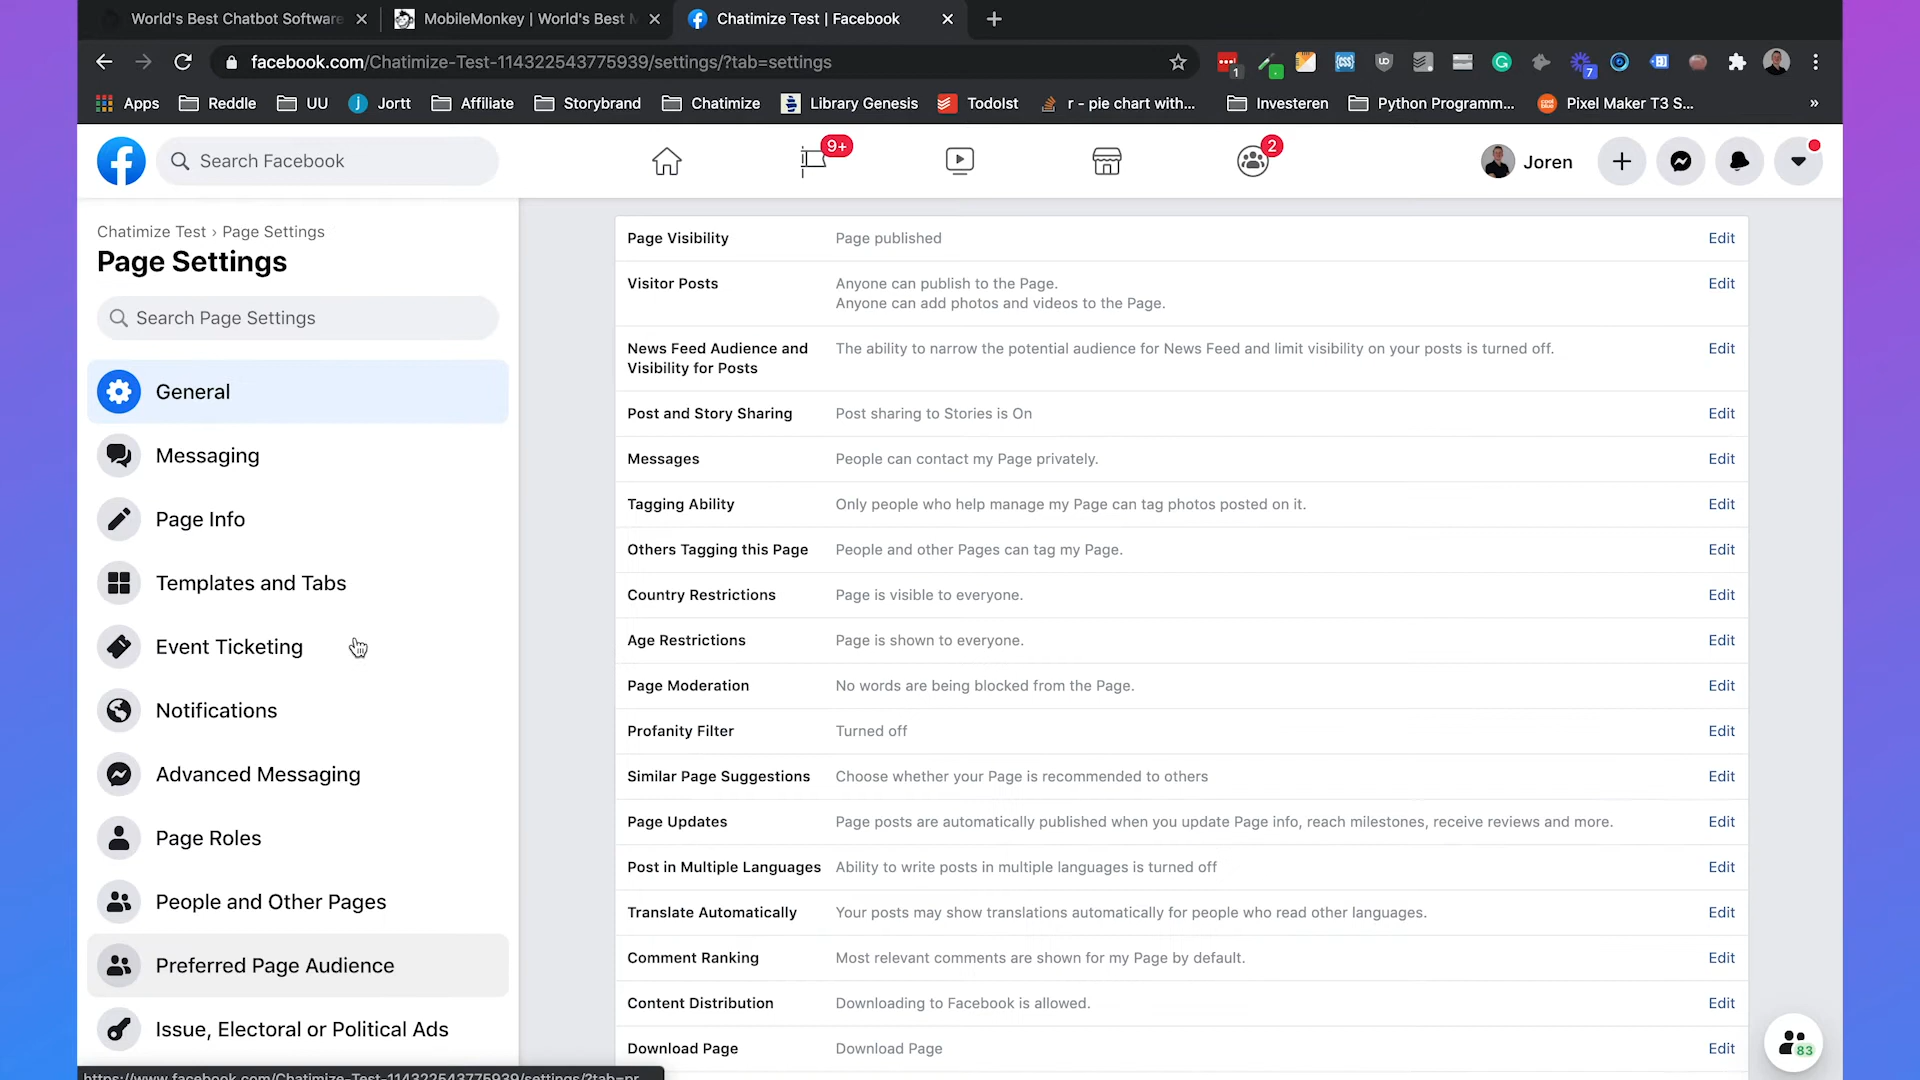 World's Best Chatbot Software
MobileMonkey | World's Best M
Chatimize Test | Facebook
facebook.com/Chatimize-Test-114322543775939/settings/?tab=settings
1
7
Apps
Reddle
UU
Jortt
Affiliate
Storybrand
Chatimize
Library Genesis
TodoIst
r - pie chart with...
Investeren
Python Programm...
Pixel Maker T3 S...
»
Search Facebook
9+
2
Joren
Chatimize Test › Page Settings
Page Settings
Search Page Settings
General
Messaging
Page Info
Templates and Tabs
Event Ticketing
Notifications
Advanced Messaging
Page Roles
People and Other Pages
Preferred Page Audience
Issue, Electoral or Political Ads
Page Visibility Page published Edit
Visitor Posts Anyone can publish to the Page. Edit
Anyone can add photos and videos to the Page.
News Feed Audience and The ability to narrow the potential audience for News Feed and limit visibility on your posts is turned off. Edit
Visibility for Posts
Post and Story Sharing Post sharing to Stories is On Edit
Messages People can contact my Page privately. Edit
Tagging Ability Only people who help manage my Page can tag photos posted on it. Edit
Others Tagging this Page People and other Pages can tag my Page. Edit
Country Restrictions Page is visible to everyone. Edit
Age Restrictions Page is shown to everyone. Edit
Page Moderation No words are being blocked from the Page. Edit
Profanity Filter Turned off Edit
Similar Page Suggestions Choose whether your Page is recommended to others Edit
Page Updates Page posts are automatically published when you update Page info, reach milestones, receive reviews and more. Edit
Post in Multiple Languages Ability to write posts in multiple languages is turned off Edit
Translate Automatically Your posts may show translations automatically for people who read other languages. Edit
Comment Ranking Most relevant comments are shown for my Page by default. Edit
Content Distribution Downloading to Facebook is allowed. Edit
Download Page Download Page Edit
83
https://www.facebook.com/Chatimize-Test-114322543775939/settings/?tab=pr